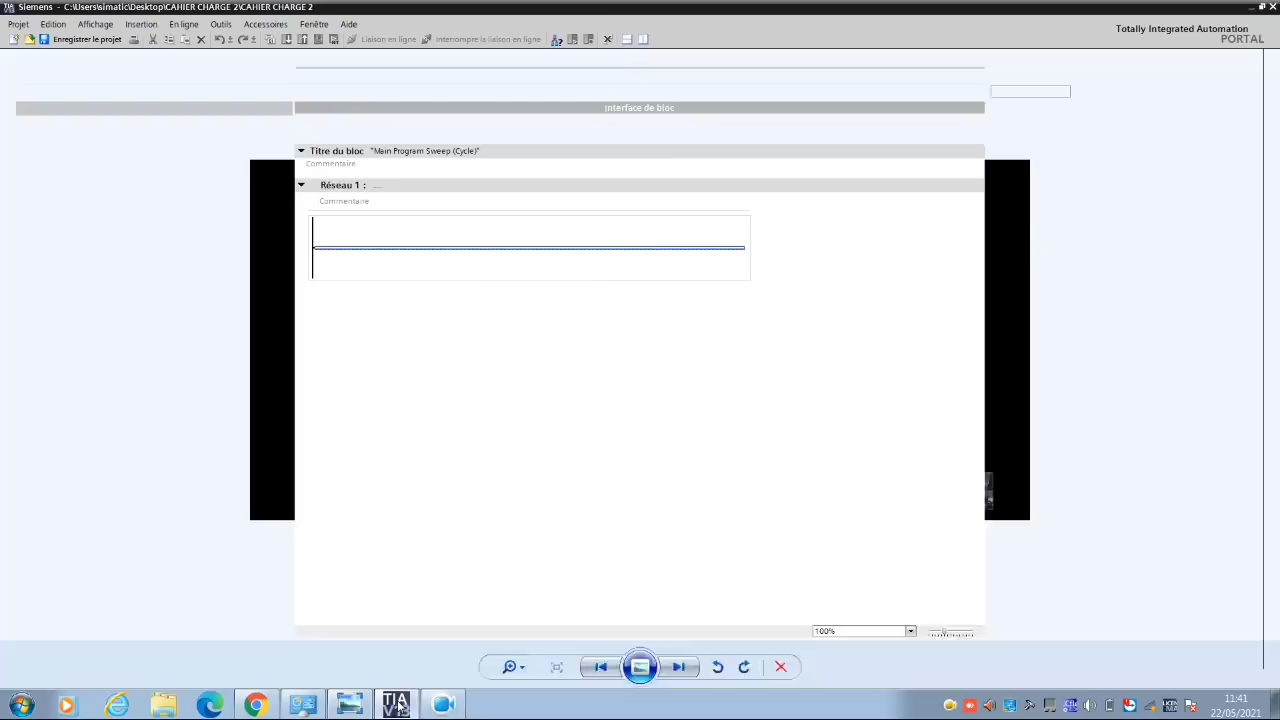 Siemens - C:\Users\simatic\Desktop\CAHIER CHARGE 2\CAHIER CHARGE 2
Projet Edition Affichage Insertion En ligne Outils Accessoires Fenêtre Aide
Totally Integrated Automation
PORTAL
Enregistrer le projet
Liaison en ligne
Interrompre la liaison en ligne
Interface de bloc
Titre du bloc "Main Program Sweep (Cycle)"
Commentaire
Réseau 1 : .....
Commentaire
100%
11:41
22/05/2021